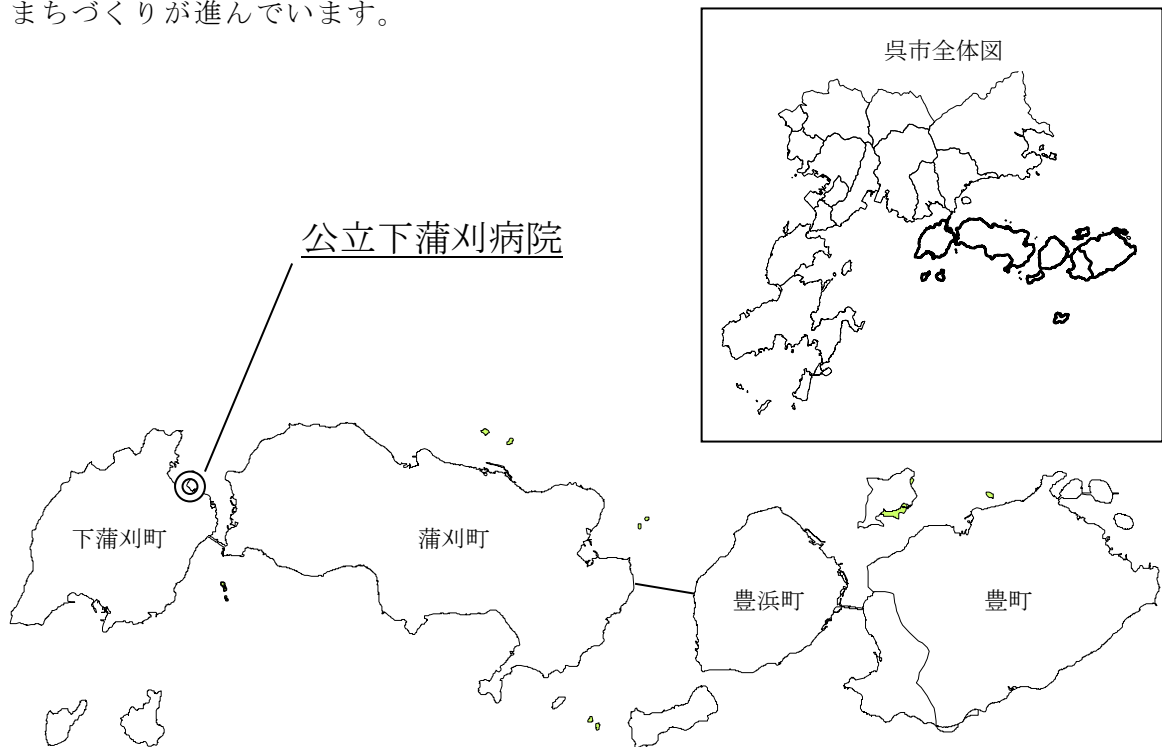 まちづくりが進んでいます。
呉市全体図
公立下蒲刈病院
下蒲刈町
蒲刈町
豊浜町
豊町